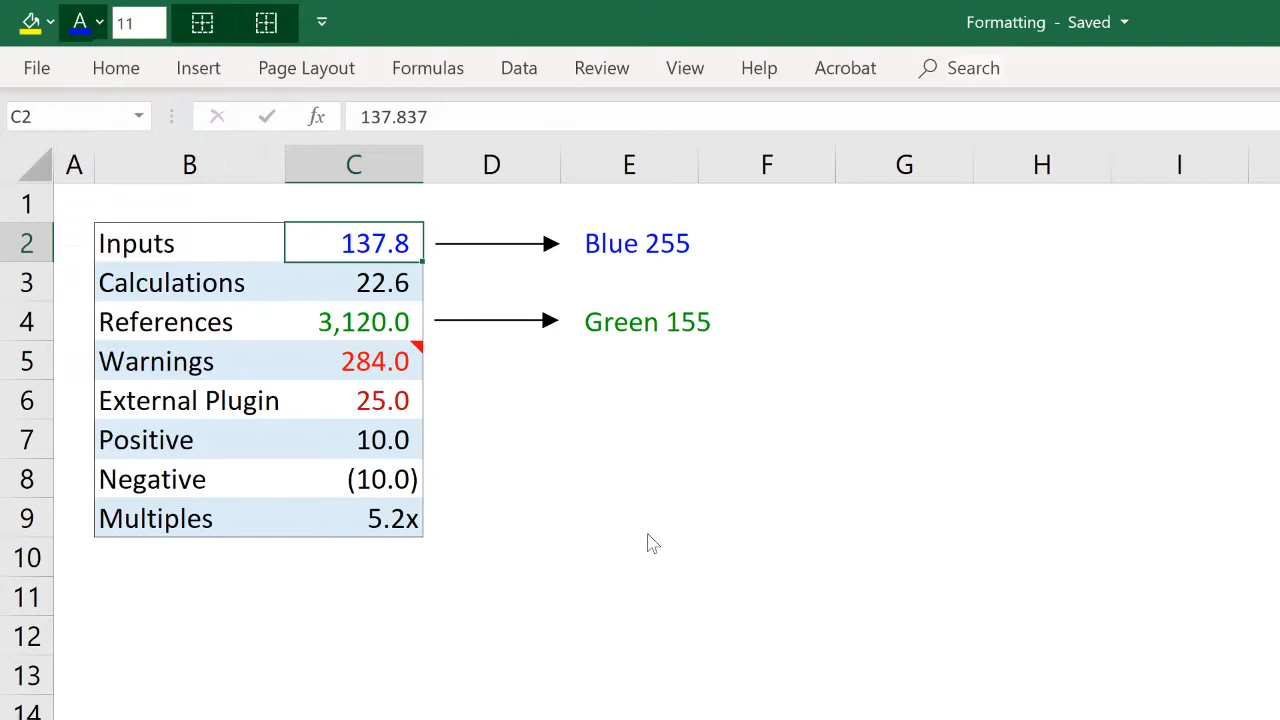 A 11 Formatting - Saved
File Home Insert Page Layout Formulas Data Review View Help Acrobat Search
C2 fx 137.837
A B C D E F G H I
1
2 Inputs 137.8 Blue 255
3 Calculations 22.6
4 References 3,120.0 Green 155
5 Warnings 284.0
6 External Plugin 25.0
7 Positive 10.0
8 Negative (10.0)
9 Multiples 5.2x
10
11
12
13
14